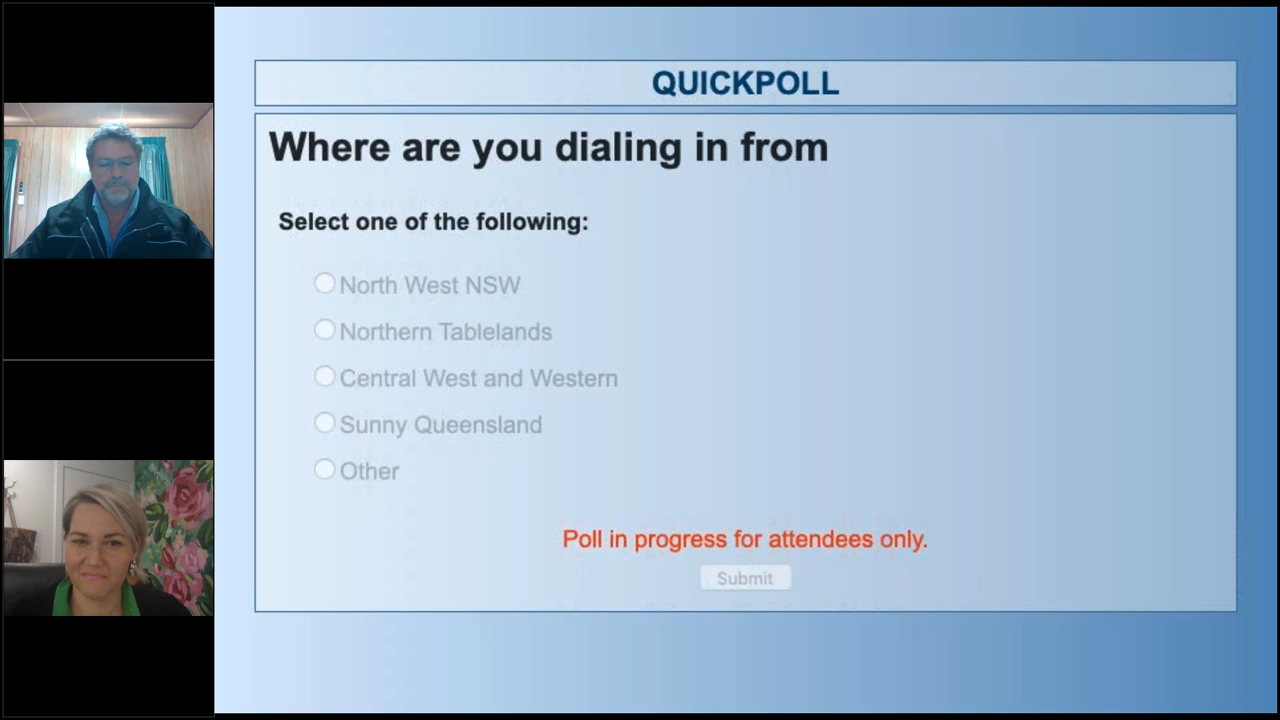 QUICKPOLL
Where are you dialing in from
Select one of the following:
North West NSW
Northern Tablelands
Central West and Western
Sunny Queensland
Other
Poll in progress for attendees only.
Submit